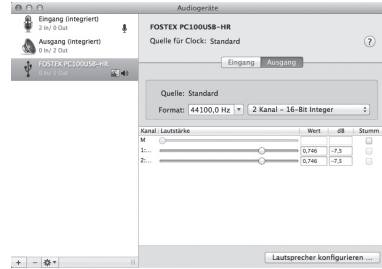 Audiogeräte
Eingang (integriert)
2 In/ 0 Out
Ausgang (integriert)
0 In/ 2 Out
FOSTEX PC100USB-HR
0 In/ 2 Out
FOSTEX PC100USB-HR
Quelle für Clock: Standard
?
Eingang Ausgang
Quelle: Standard
Format: 44100,0 Hz 2 Kanal - 16-Bit Integer
Kanal Lautstärke Wert dB Stumm
M
1:... 0,746 -7,5
2:... 0,746 -7,5
+ −
Lautsprecher konfigurieren ...